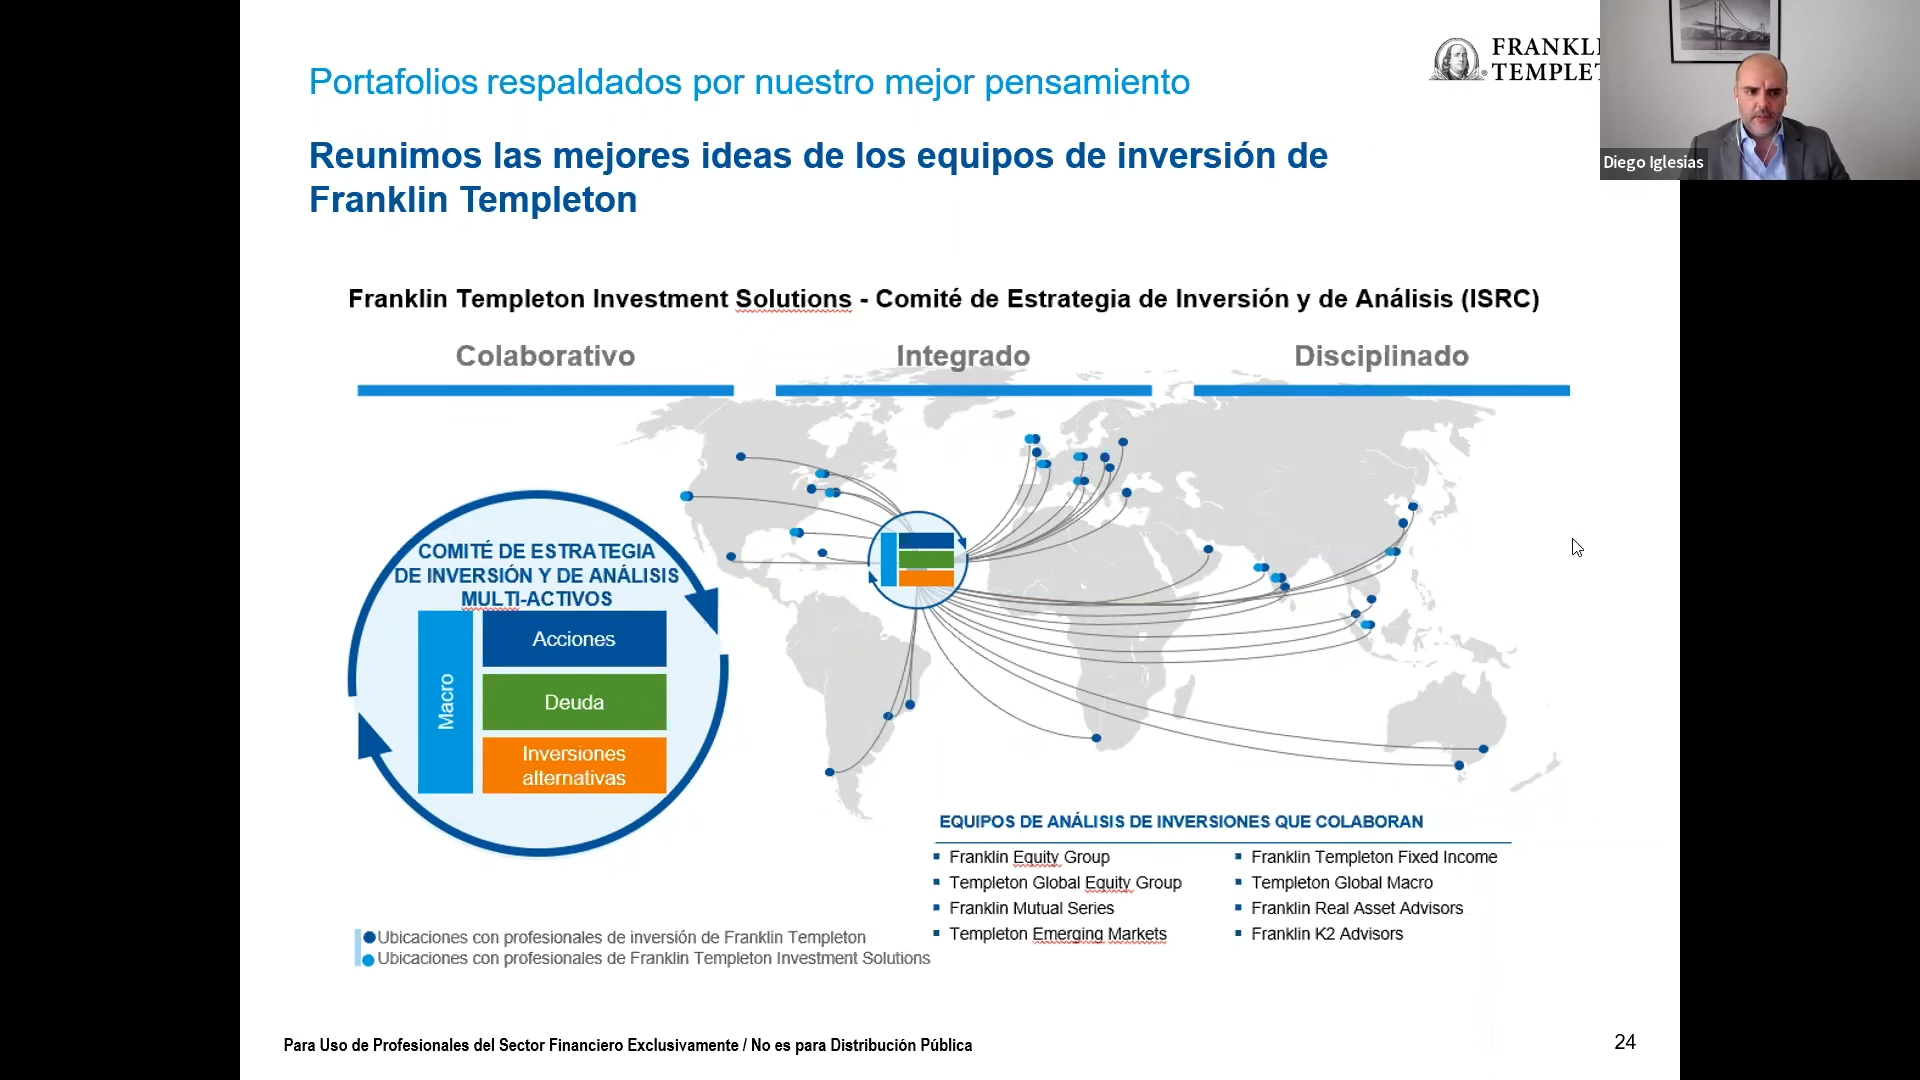 Portafolios respaldados por nuestro mejor pensamiento
FRANKLI
TEMPLET
Diego Iglesias
Reunimos las mejores ideas de los equipos de inversión de
Franklin Templeton
Franklin Templeton Investment Solutions - Comité de Estrategia de Inversión y de Análisis (ISRC)
Colaborativo
Integrado
Disciplinado
COMITÉ DE ESTRATEGIA
DE INVERSIÓN Y DE ANÁLISIS
MULTI-ACTIVOS
Macro
Acciones
Deuda
Inversiones
alternativas
EQUIPOS DE ANÁLISIS DE INVERSIONES QUE COLABORAN
Franklin Equity Group
Templeton Global Equity Group
Franklin Mutual Series
Templeton Emerging Markets
Franklin Templeton Fixed Income
Templeton Global Macro
Franklin Real Asset Advisors
Franklin K2 Advisors
Ubicaciones con profesionales de inversión de Franklin Templeton
Ubicaciones con profesionales de Franklin Templeton Investment Solutions
Para Uso de Profesionales del Sector Financiero Exclusivamente / No es para Distribución Pública
24